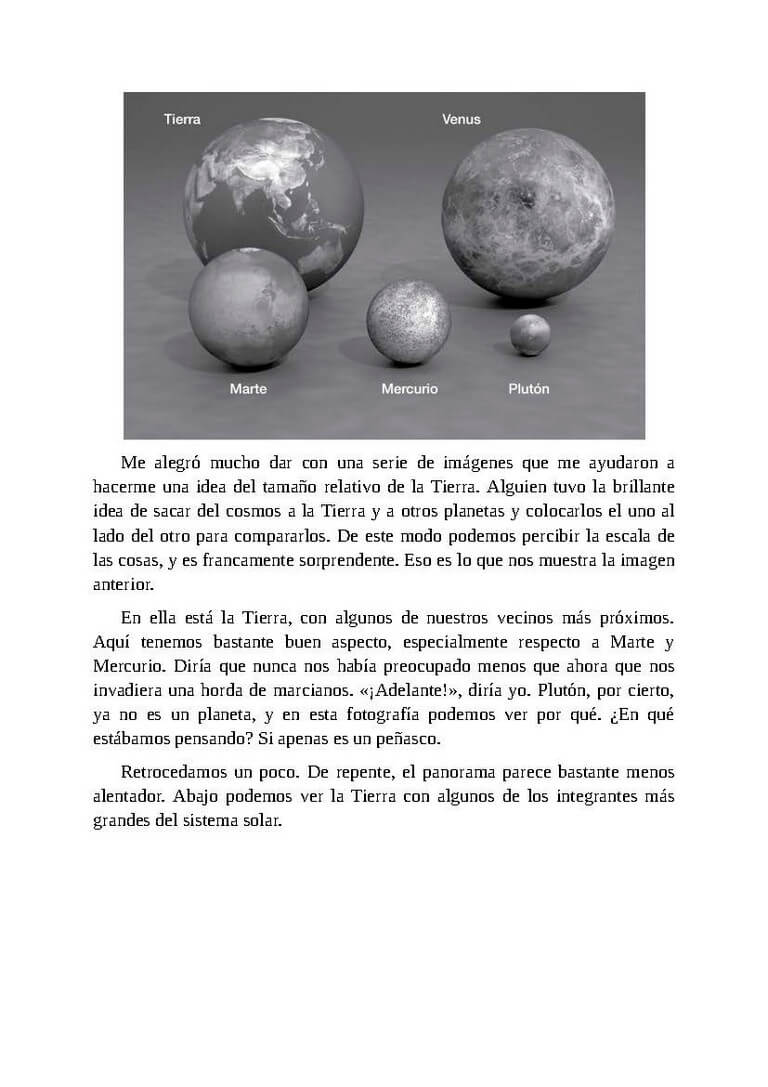 Tierra
Venus
Marte
Mercurio
Plutón
Me alegró mucho dar con una serie de imágenes que me ayudaron a
hacerme una idea del tamaño relativo de la Tierra. Alguien tuvo la brillante
idea de sacar del cosmos a la Tierra y a otros planetas y colocarlos el uno al
lado del otro para compararlos. De este modo podemos percibir la escala de
las cosas, y es francamente sorprendente. Eso es lo que nos muestra la imagen
anterior.
En ella está la Tierra, con algunos de nuestros vecinos más próximos.
Aquí tenemos bastante buen aspecto, especialmente respecto a Marte y
Mercurio. Diría que nunca nos había preocupado menos que ahora que nos
invadiera una horda de marcianos. «¡Adelante!», diría yo. Plutón, por cierto,
ya no es un planeta, y en esta fotografía podemos ver por qué. ¿En qué
estábamos pensando? Si apenas es un peñasco.
Retrocedamos un poco. De repente, el panorama parece bastante menos
alentador. Abajo podemos ver la Tierra con algunos de los integrantes más
grandes del sistema solar.